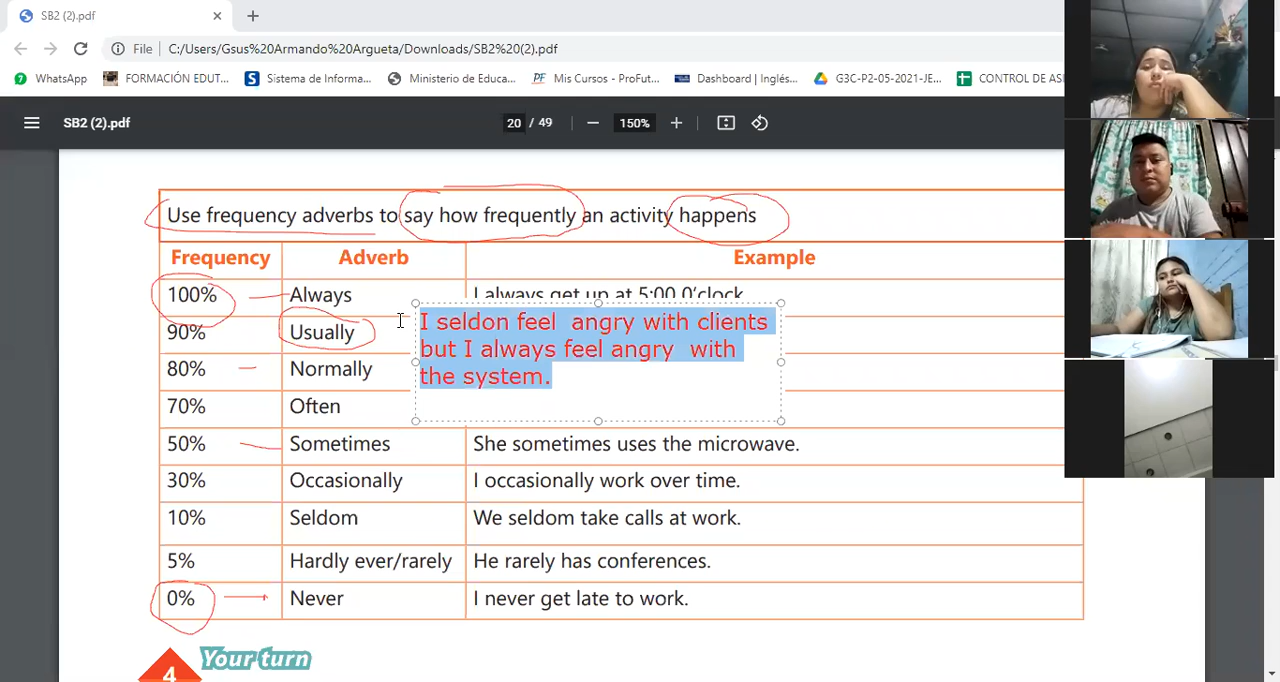 SB2 (2).pdf
File C:/Users/Gsus%20Armando%20Argueta/Downloads/SB2%20(2).pdf
WhatsApp FORMACIÓN EDUT... Sistema de Informa... Ministerio de Educa... Mis Cursos - ProFut... Dashboard | Inglés,... G3C-P2-05-2021-JE... CONTROL DE ASI
SB2 (2).pdf 20 / 49 150%
Use frequency adverbs to say how frequently an activity happens
Frequency Adverb Example
100% Always I always get up at 5:00 0'clock
90% Usually
I seldon feel angry with clients
but I always feel angry with
the system.
80% Normally
70% Often
50% Sometimes She sometimes uses the microwave.
30% Occasionally I occasionally work over time.
10% Seldom We seldom take calls at work.
5% Hardly ever/rarely He rarely has conferences.
0% Never I never get late to work.
4 Your turn